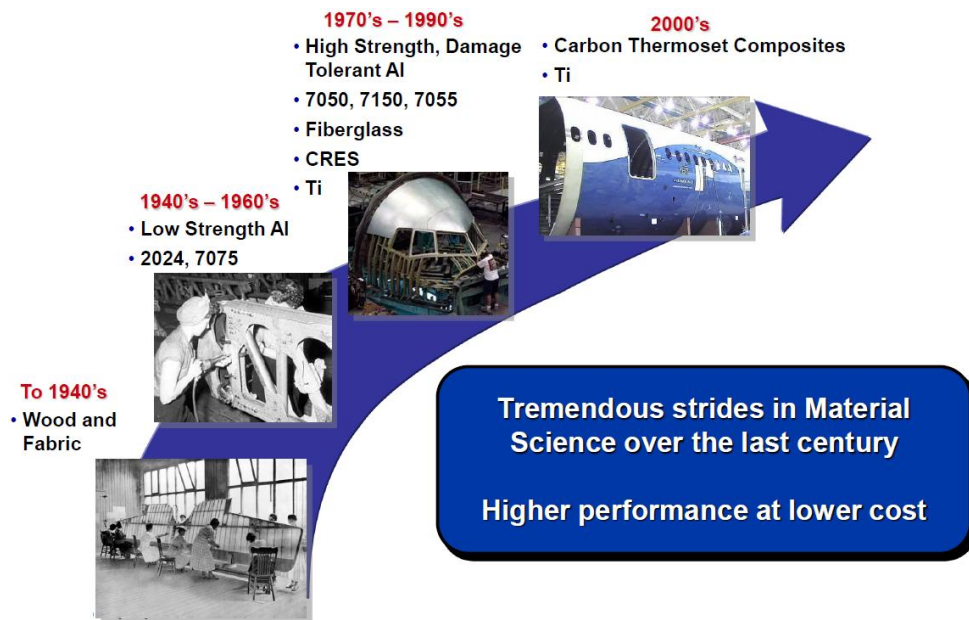 1970's – 1990's
• High Strength, Damage
Tolerant Al
• 7050, 7150, 7055
• Fiberglass
• CRES
• Ti
2000's
• Carbon Thermoset Composites
• Ti
1940's – 1960's
• Low Strength Al
• 2024, 7075
To 1940's
• Wood and
Fabric
Tremendous strides in Material
Science over the last century
Higher performance at lower cost